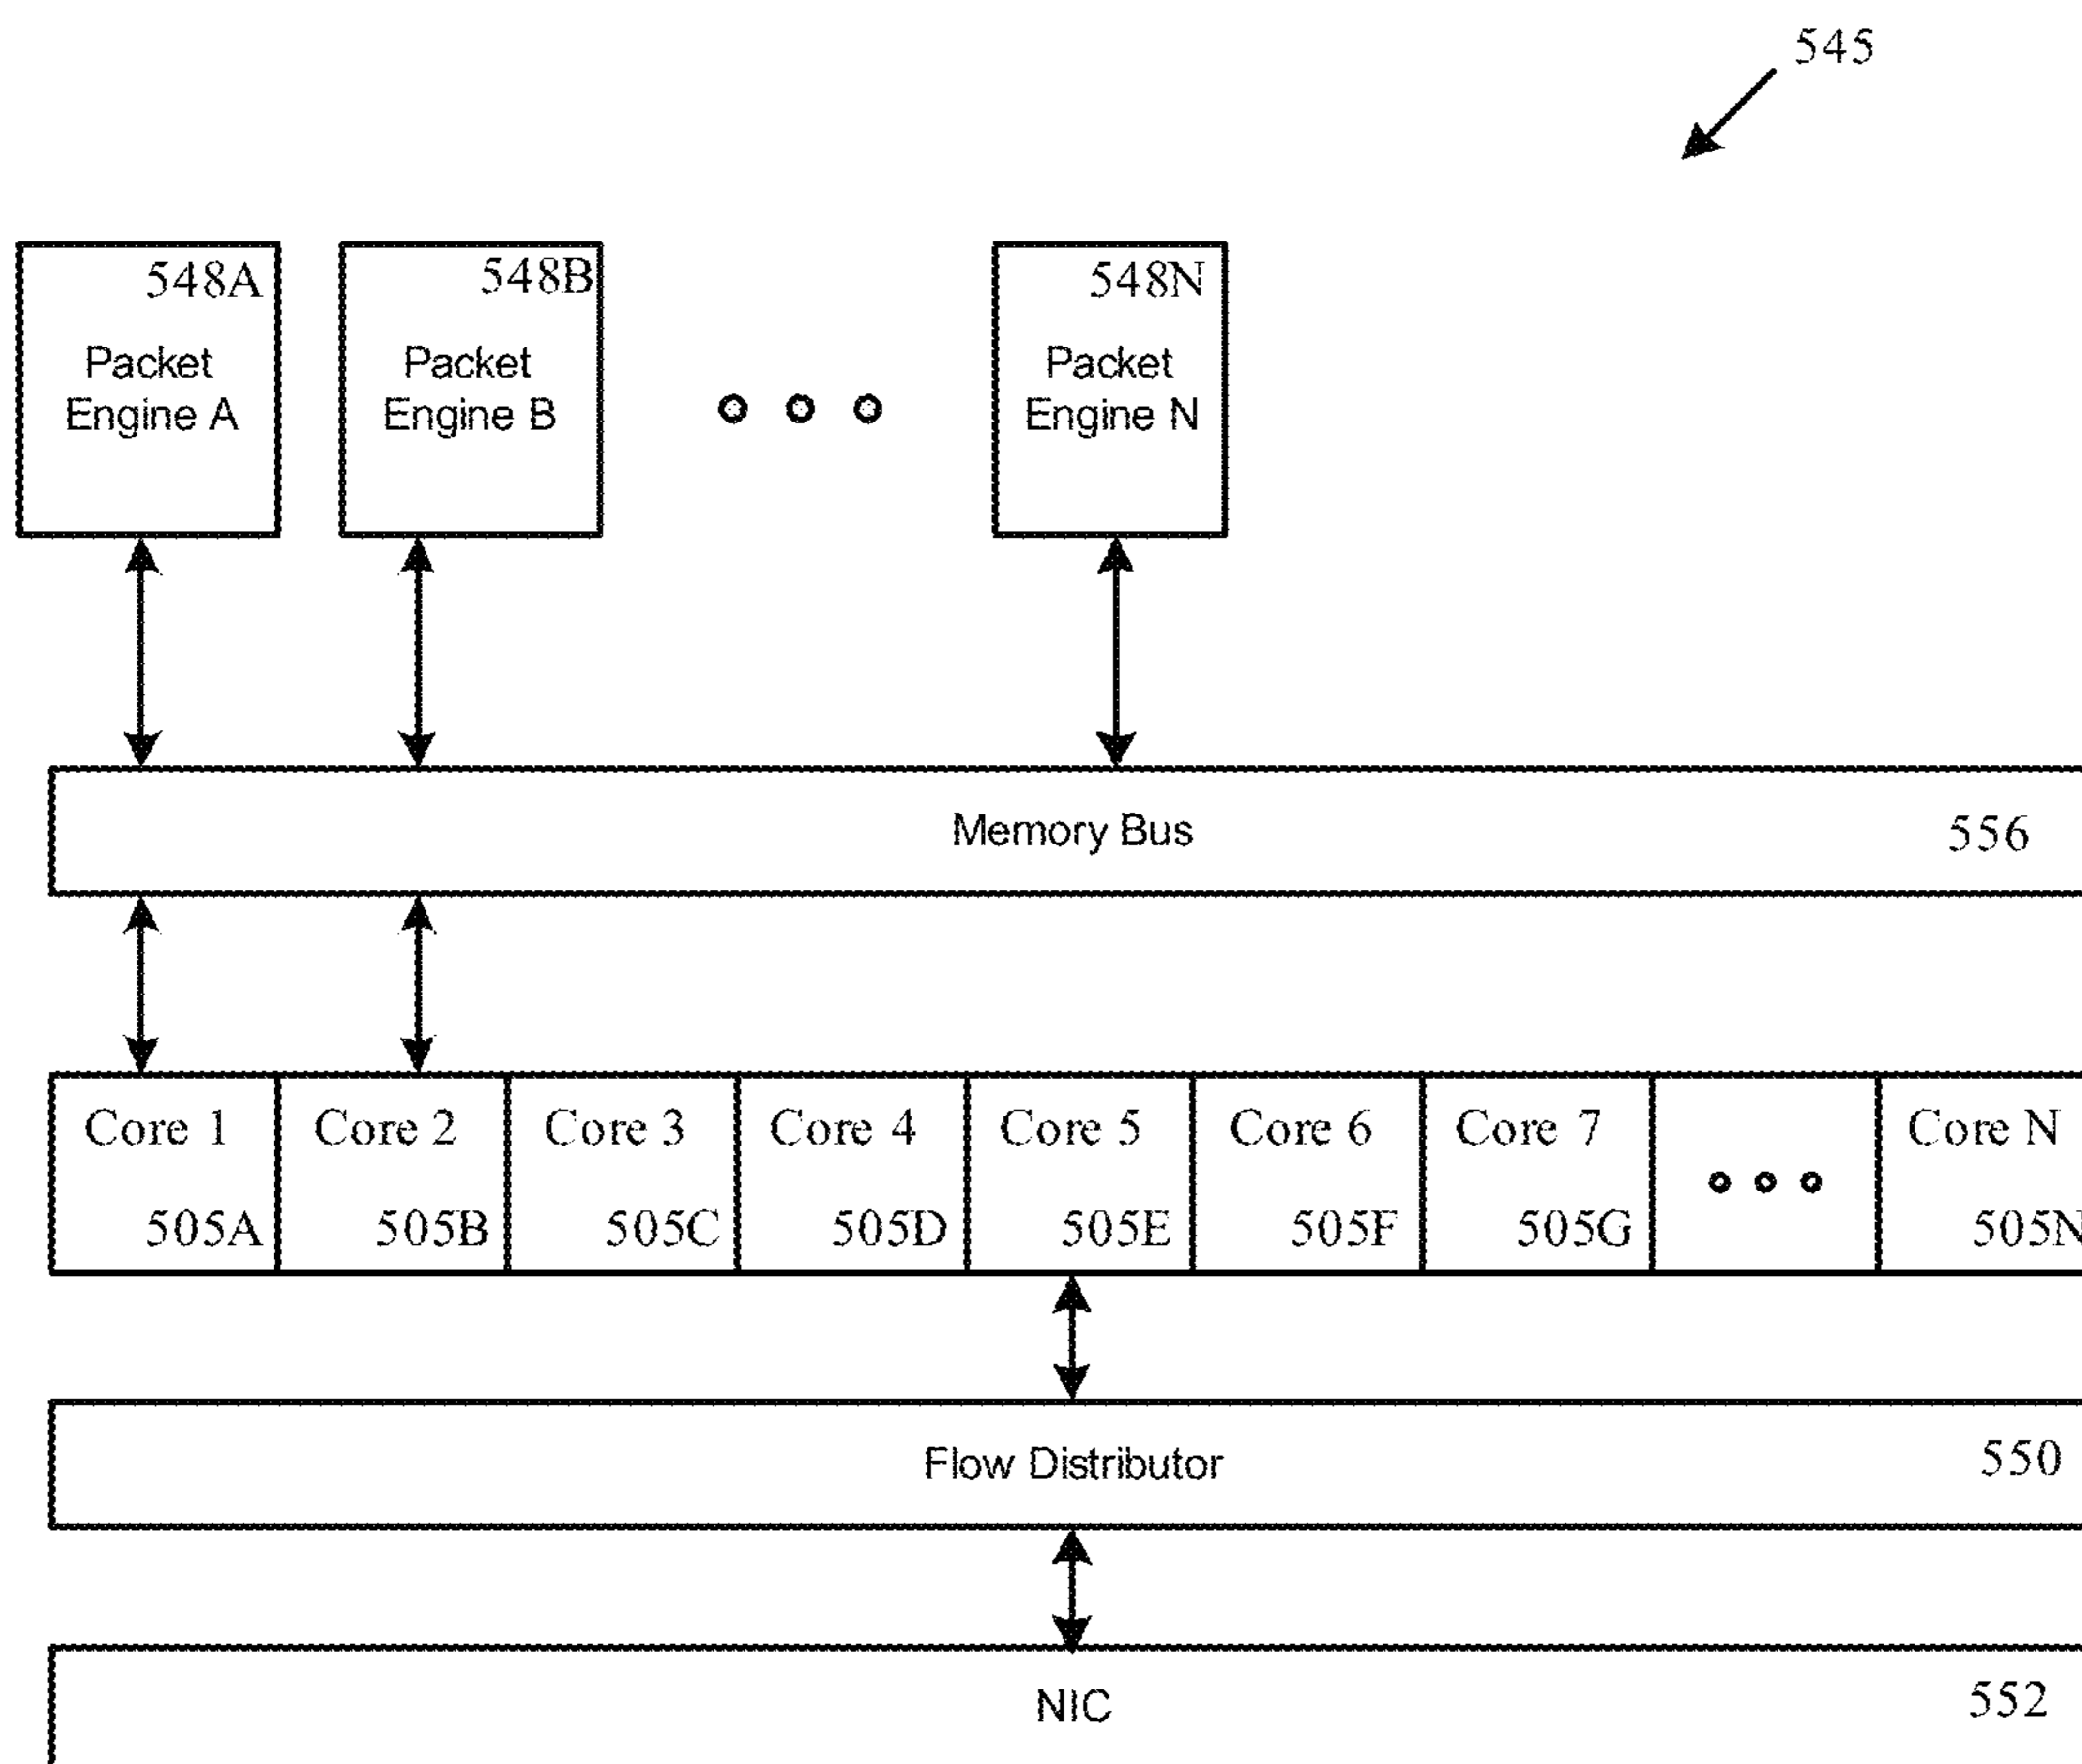 545
548A 548B 548N
Packet Packet Packet
Engine A Engine B Engine N
Memory Bus 556
Core 1 Core 2 Core 3 Core 4 Core 5 Core 6 Core 7 Core N
505A 505B 505C 505D 505E 505F 505G 505N
Flow Distributor 550
NIC 552